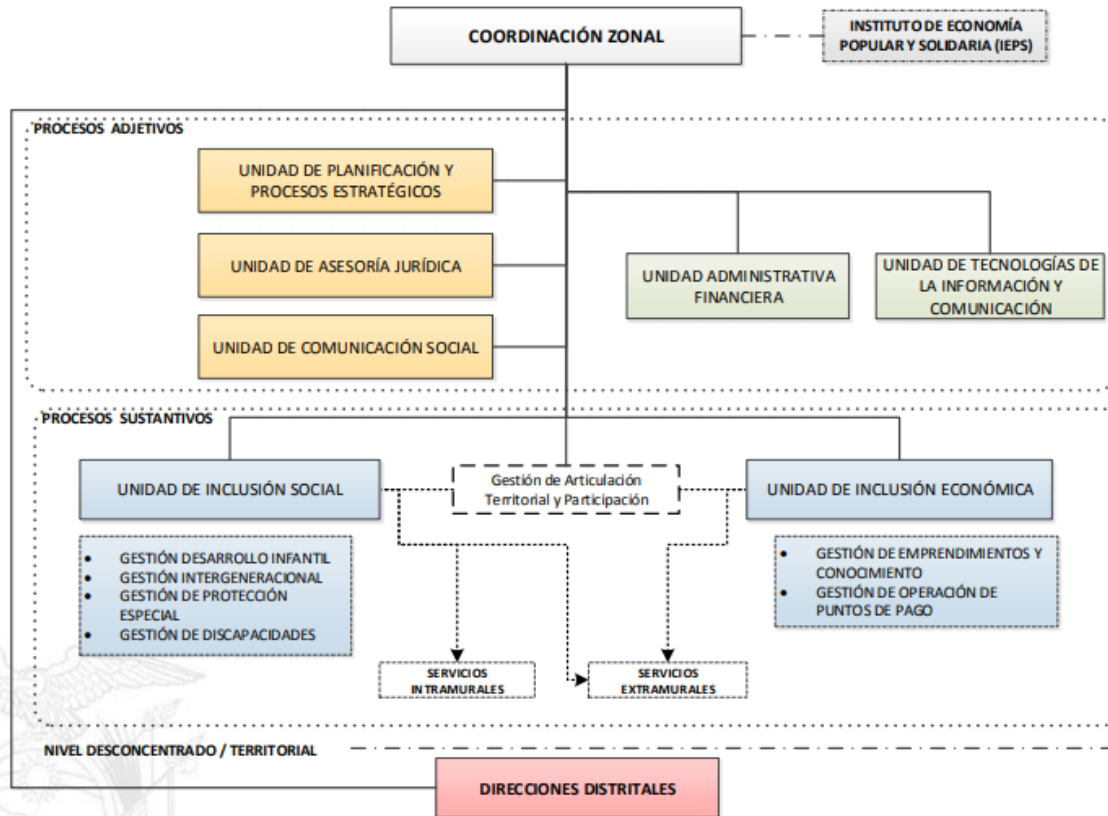 COORDINACIÓN ZONAL
INSTITUTO DE ECONOMÍA
POPULAR Y SOLIDARIA (IEPS)
PROCESOS ADJETIVOS
UNIDAD DE PLANIFICACIÓN Y
PROCESOS ESTRATÉGICOS
UNIDAD DE ASESORÍA JURÍDICA
UNIDAD DE COMUNICACIÓN SOCIAL
UNIDAD ADMINISTRATIVA
FINANCIERA
UNIDAD DE TECNOLOGÍAS DE
LA INFORMACIÓN Y
COMUNICACIÓN
PROCESOS SUSTANTIVOS
UNIDAD DE INCLUSIÓN SOCIAL
Gestión de Articulación
Territorial y Participación
UNIDAD DE INCLUSIÓN ECONÓMICA
• GESTIÓN DESARROLLO INFANTIL
• GESTIÓN INTERGENERACIONAL
• GESTIÓN DE PROTECCIÓN
ESPECIAL
• GESTIÓN DE DISCAPACIDADES
• GESTIÓN DE EMPRENDIMIENTOS Y
CONOCIMIENTO
• GESTIÓN DE OPERACIÓN DE
PUNTOS DE PAGO
SERVICIOS
INTRAMURALES
SERVICIOS
EXTRAMURALES
NIVEL DESCONCENTRADO / TERRITORIAL
DIRECCIONES DISTRITALES